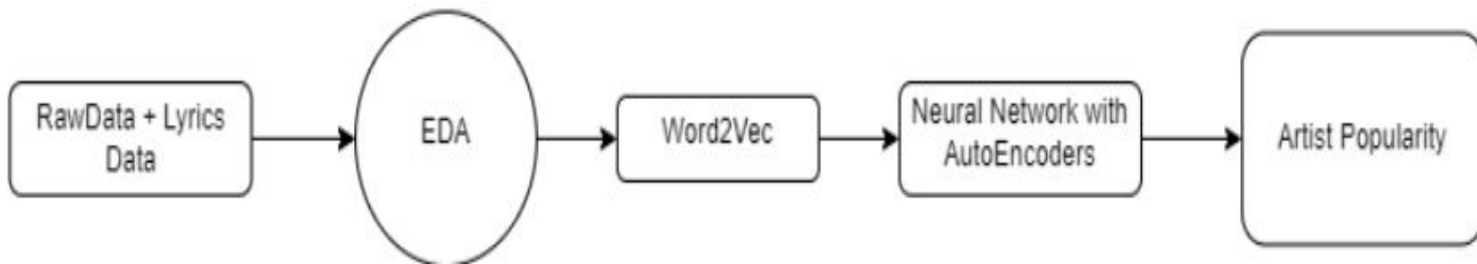 RawData + Lyrics
Data
EDA
Word2Vec
Neural Network with
AutoEncoders
Artist Popularity